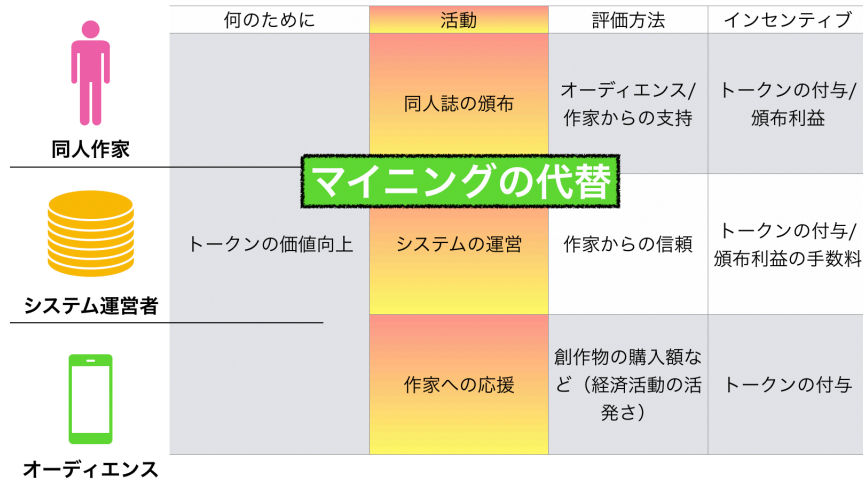 何のために
活動
評価方法
インセンティブ
同人作家
同人誌の頒布
オーディエンス/
作家からの支持
トークンの付与/
頒布利益
マイニングの代替
システム運営者
トークンの価値向上
システムの運営
作家からの信頼
トークンの付与/
頒布利益の手数料
オーディエンス
作家への応援
創作物の購入額な
ど（経済活動の活
発さ）
トークンの付与